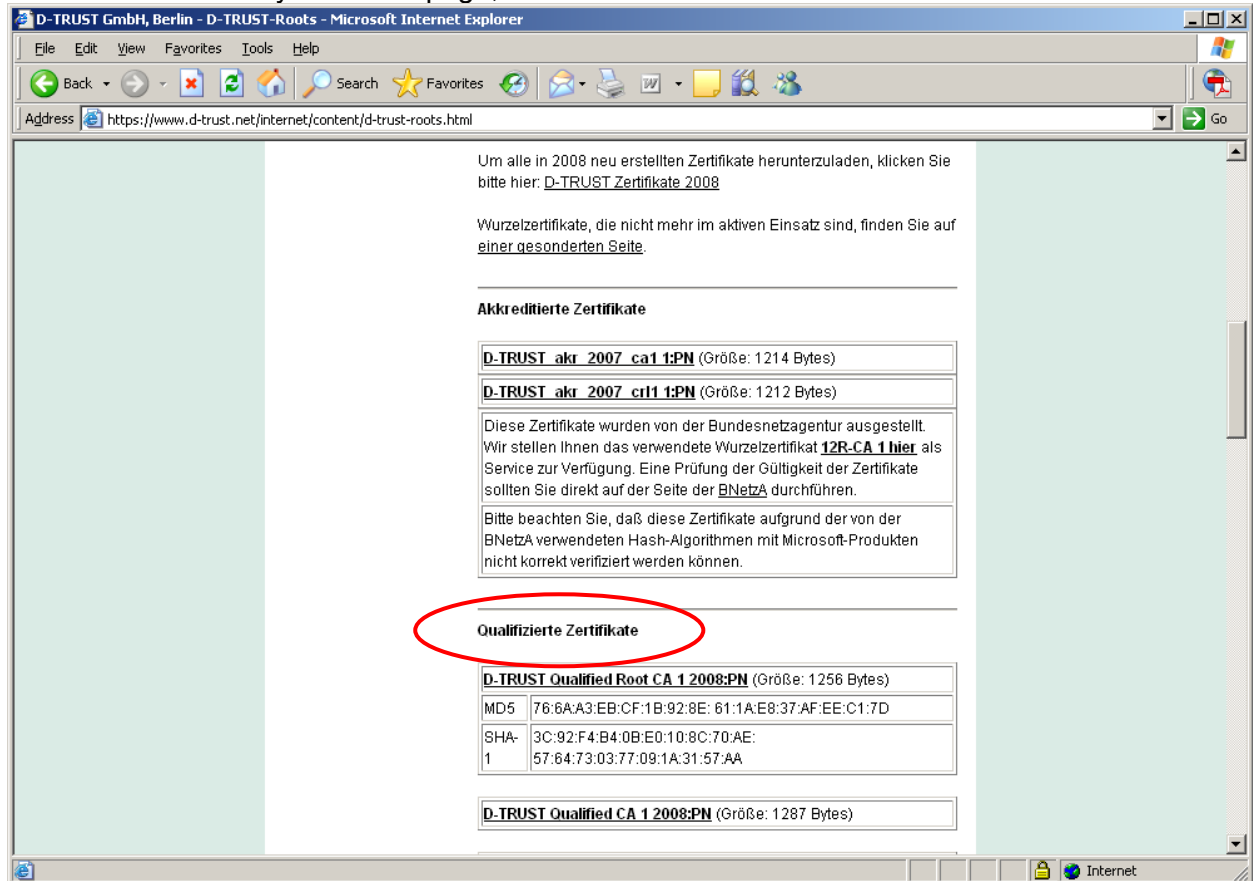 D-TRUST GmbH, Berlin - D-TRUST-Roots - Microsoft Internet Explorer
File Edit View Favorites Tools Help
Back Search Favorites
Address https://www.d-trust.net/internet/content/d-trust-roots.html Go
Um alle in 2008 neu erstellten Zertifikate herunterzuladen, klicken Sie
bitte hier: D-TRUST Zertifikate 2008
Wurzelzertifikate, die nicht mehr im aktiven Einsatz sind, finden Sie auf
einer gesonderten Seite.
Akkreditierte Zertifikate
D-TRUST_akr_2007_ca1 1:PN (Größe: 1214 Bytes)
D-TRUST_akr_2007_crl1 1:PN (Größe: 1212 Bytes)
Diese Zertifikate wurden von der Bundesnetzagentur ausgestellt.
Wir stellen Ihnen das verwendete Wurzelzertifikat 12R-CA 1 hier als
Service zur Verfügung. Eine Prüfung der Gültigkeit der Zertifikate
sollten Sie direkt auf der Seite der BNetzA durchführen.
Bitte beachten Sie, daß diese Zertifikate aufgrund der von der
BNetzA verwendeten Hash-Algorithmen mit Microsoft-Produkten
nicht korrekt verifiziert werden können.
Qualifizierte Zertifikate
D-TRUST Qualified Root CA 1 2008:PN (Größe: 1256 Bytes)
MD5 76:6A:A3:EB:CF:1B:92:8E: 61:1A:E8:37:AF:EE:C1:7D
SHA-1 3C:92:F4:B4:0B:E0:10:8C:70:AE:
57:64:73:03:77:09:1A:31:57:AA
D-TRUST Qualified CA 1 2008:PN (Größe: 1287 Bytes)
Internet